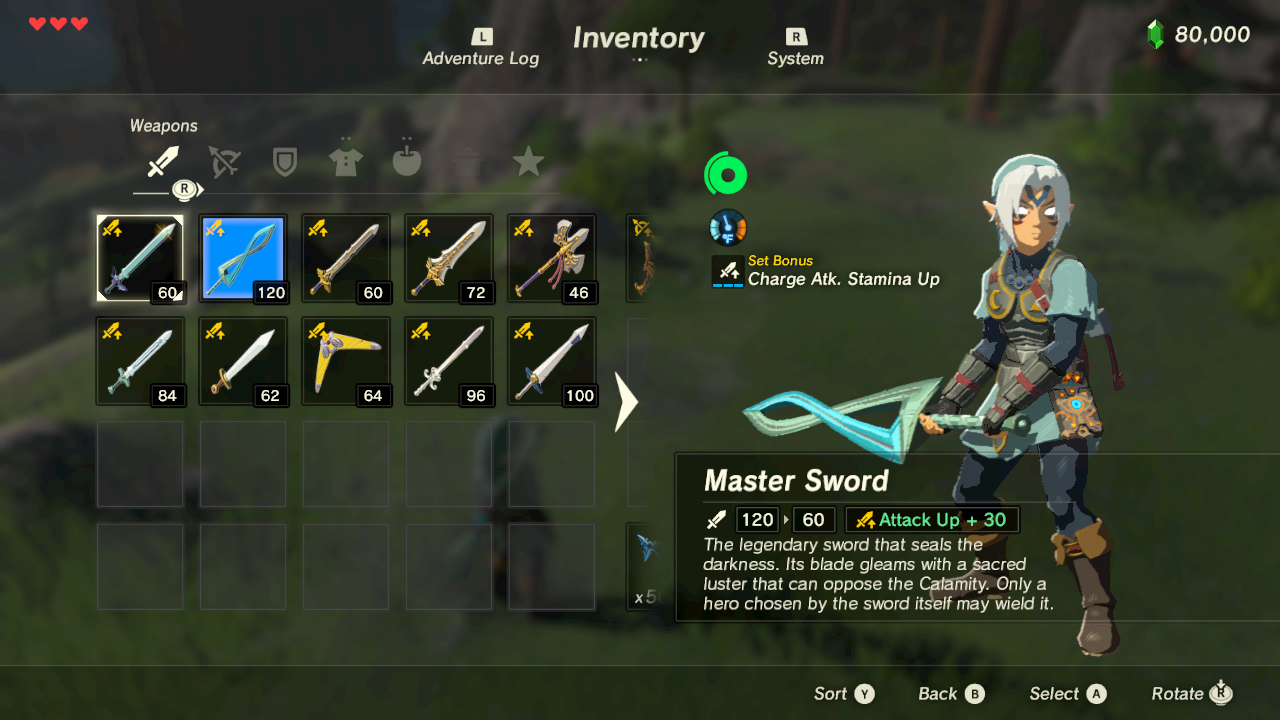 L
Adventure Log
Inventory
R
System
80,000
Weapons
R
60
120
60
72
46
84
62
64
96
100
x5
°F
Set Bonus
Charge Atk. Stamina Up
Master Sword
120 60 Attack Up + 30
The legendary sword that seals the
darkness. Its blade gleams with a sacred
luster that can oppose the Calamity. Only a
hero chosen by the sword itself may wield it.
Sort Y
Back B
Select A
Rotate R